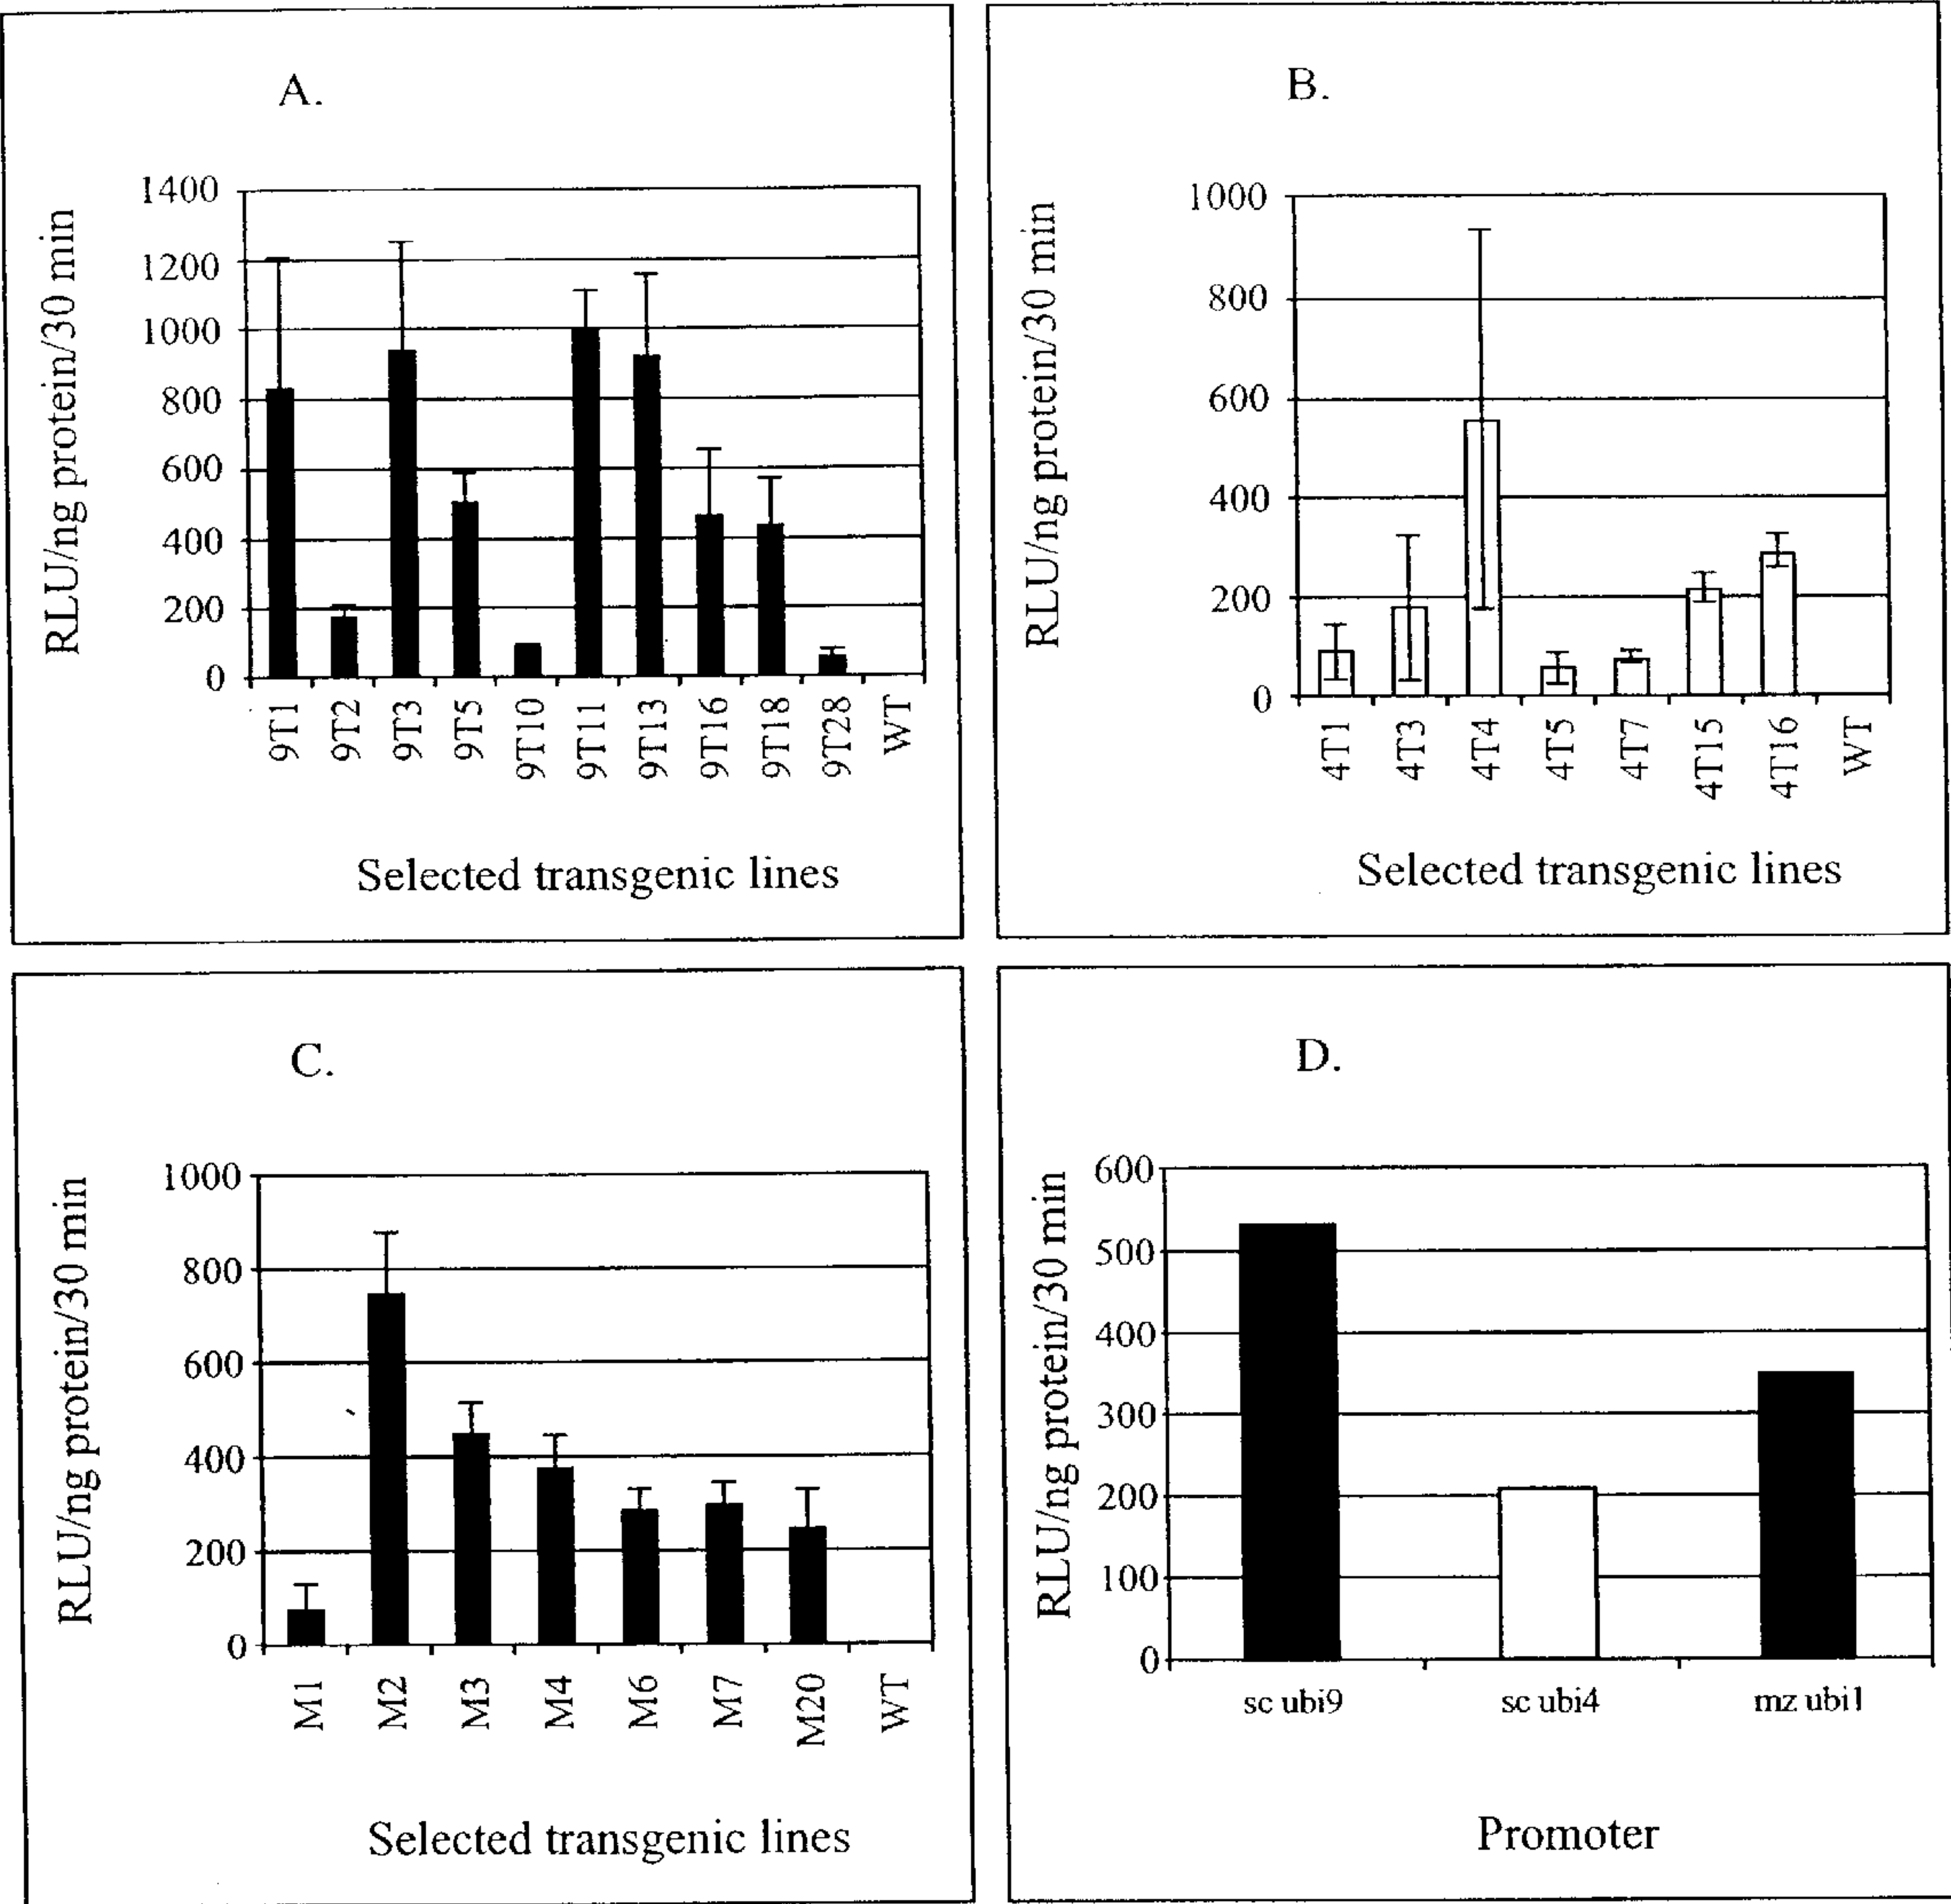 A.
RLU/ng protein/30 min
1400
1200
1000
800
600
400
200
0
9T1 9T2 9T3 9T5 9T10 9T11 9T13 9T16 9T18 9T28 WT
Selected transgenic lines
B.
RLU/ng protein/30 min
1000
800
600
400
200
0
4T1 4T3 4T4 4T5 4T7 4T15 4T16 WT
Selected transgenic lines
C.
RLU/ng protein/30 min
1000
800
600
400
200
0
M1 M2 M3 M4 M6 M7 M20 WT
Selected transgenic lines
D.
RLU/ng protein/30 min
600
500
400
300
200
100
0
sc ubi9 sc ubi4 mz ubi1
Promoter